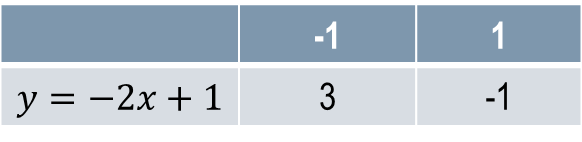 -1 1
y = −2x + 1 3 -1